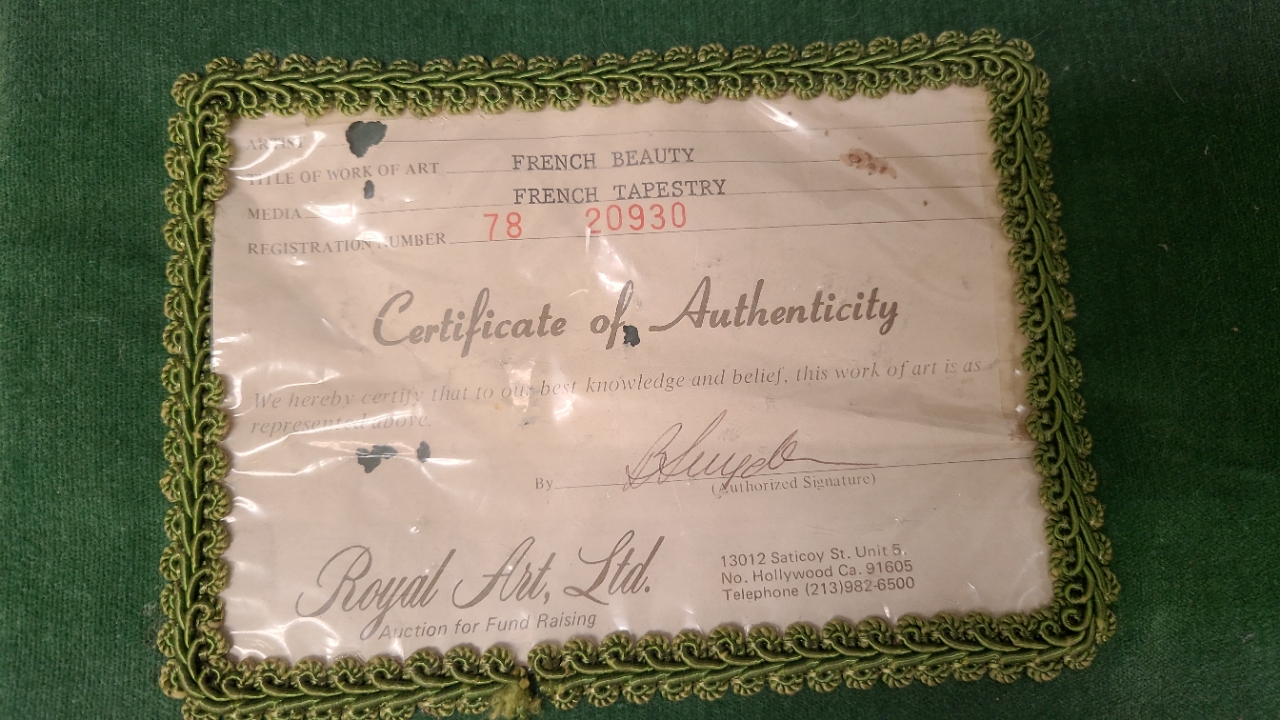 ARTIST
TITLE OF WORK OF ART FRENCH BEAUTY
MEDIA FRENCH TAPESTRY
REGISTRATION NUMBER 78 20930
Certificate of Authenticity
We hereby certify that to our best knowledge and belief, this work of art is as
represented above.
By
(Authorized Signature)
Royal Art, Ltd.
Auction for Fund Raising
13012 Saticoy St. Unit 5.
No. Hollywood Ca. 91605
Telephone (213)982-6500